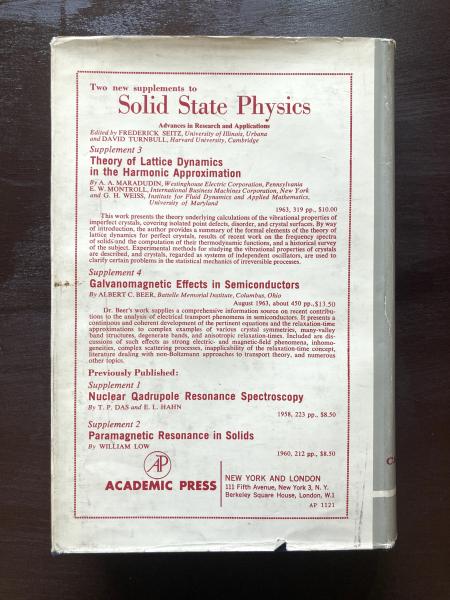 Two new supplements to
Solid State Physics
Advances in Research and Applications
Edited by FREDERICK SEITZ, University of Illinois, Urbana
and DAVID TURNBULL, Harvard University, Cambridge
Supplement 3
Theory of Lattice Dynamics
in the Harmonic Approximation
By A. A. MARADUDIN, Westinghouse Electric Corporation, Pennsylvania
E. W. MONTROLL, International Business Machines Corporation, New York
and G. H. WEISS, Institute for Fluid Dynamics and Applied Mathematics,
University of Maryland
1963, 319 pp., $10.00
This work presents the theory underlying calculations of the vibrational properties of
imperfect crystals, covering isolated point defects, disorder, and crystal surfaces. By way
of introduction, the author provides a summary of the formal elements of the theory of
lattice dynamics for perfect crystals, results of recent work on the frequency spectra
of solids and the computation of their thermodynamic functions, and a historical survey
of the subject. Experimental methods for studying the vibrational properties of crystals
are described, and crystals, regarded as systems of independent oscillators, are used to
clarify certain problems in the statistical mechanics of irreversible processes.
Supplement 4
Galvanomagnetic Effects in Semiconductors
By ALBERT C. BEER, Battelle Memorial Institute, Columbus, Ohio
August 1963, about 450 pp., $13.50
Dr. Beer's work supplies a comprehensive information source on recent contribu-
tions to the analysis of electrical transport phenomena in semiconductors. It presents a
continuous and coherent development of the pertinent equations and the relaxation-time
approximations to complex examples of various crystal symmetries, many-valley
band structures, degenerate bands, and anisotropic relaxation-times. Included are dis-
cussions of such effects as strong electric- and magnetic-field phenomena, inhomo-
geneities, complex scattering processes, inapplicability of the relaxation-time concept,
literature dealing with non-Boltzmann approaches to transport theory, and numerous
other topics.
Previously Published:
Supplement 1
Nuclear Qadrupole Resonance Spectroscopy
By T. P. DAS and E. L. HAHN
1958, 223 pp., $8.50
Supplement 2
Paramagnetic Resonance in Solids
By WILLIAM LOW
1960, 212 pp., $8.50
AP
ACADEMIC PRESS
NEW YORK AND LONDON
111 Fifth Avenue, New York 3, N. Y.
Berkeley Square House, London, W.1
AP 1121